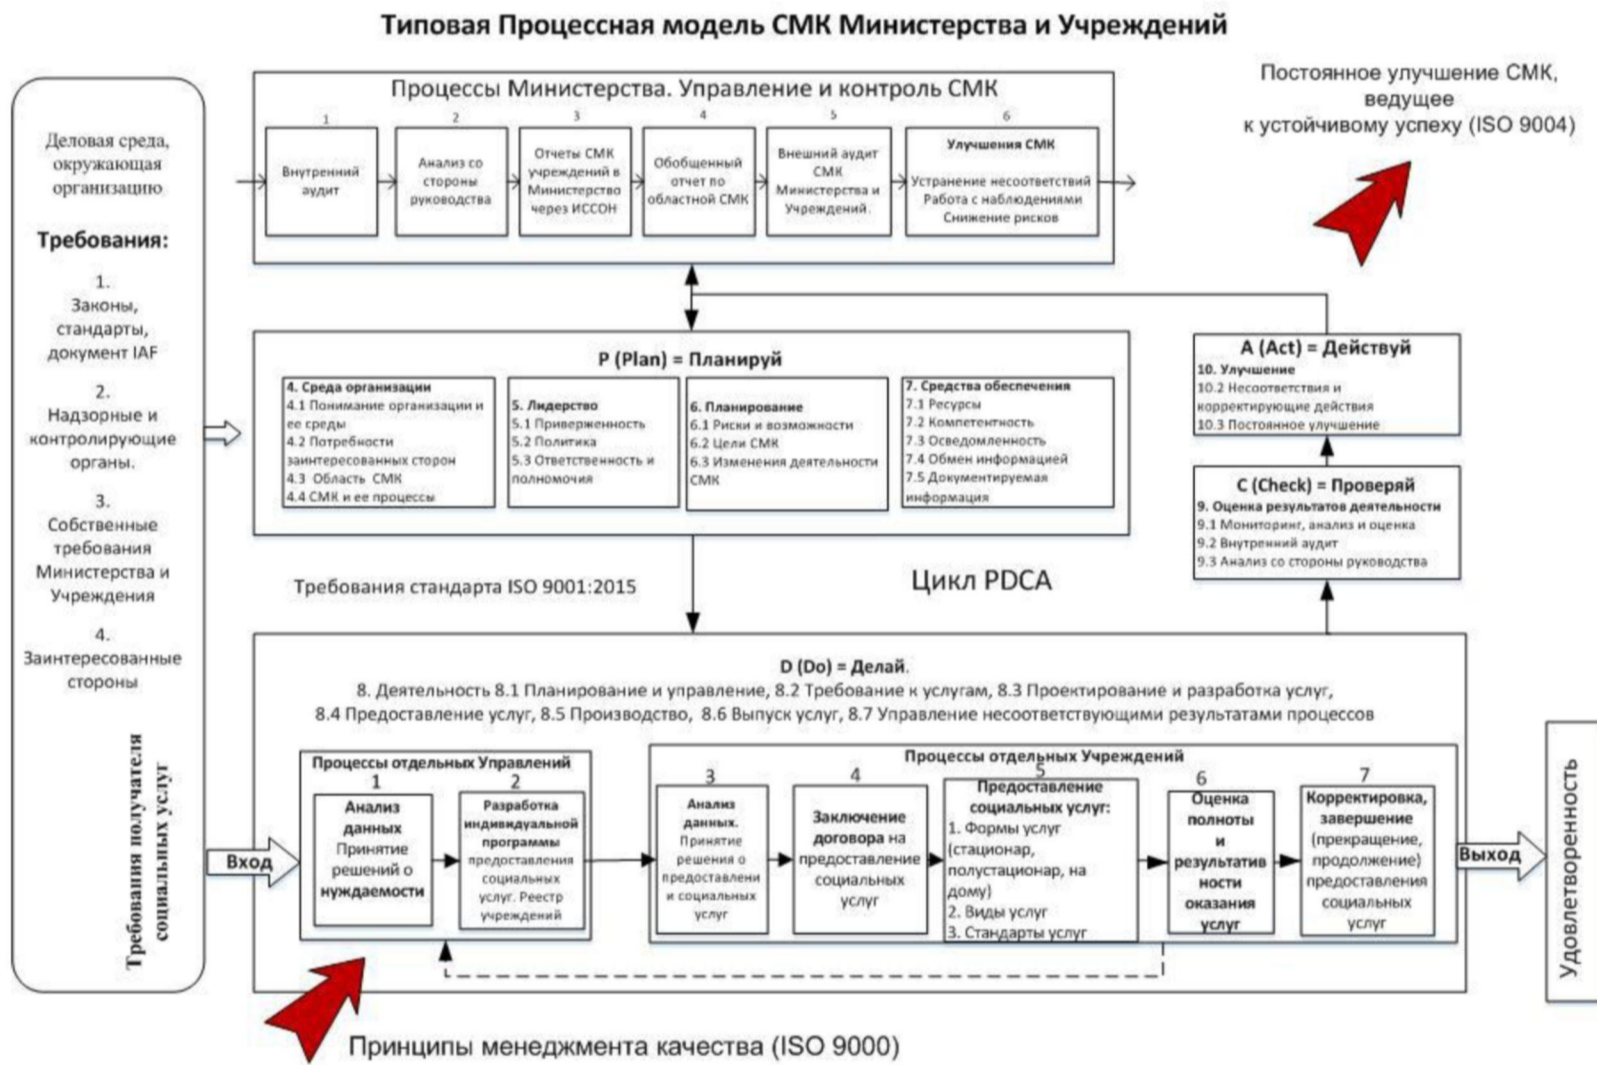 Типовая Процессная модель СМК Министерства и Учреждений
Деловая среда,
окружающая
организацию
Требования:
1.
Законы,
стандарты,
документ IAF
2.
Надзорные и
контролирующие
органы.
3.
Собственные
требования
Министерства и
Учреждения
4.
Заинтересованные
стороны
Требования получателя
социальных услуг
Процессы Министерства. Управление и контроль СМК
1
Внутренний
аудит
2
Анализ со
стороны
руководства
3
Отчеты СМК
учреждений в
Министерство
через ИССОН
4
Обобщенный
отчет по
областной СМК
5
Внешний аудит
СМК
Министерства и
Учреждений.
6
Улучшения СМК
Устранение несоответствий
Работа с наблюдениями
Снижение рисков
Постоянное улучшение СМК,
ведущее
к устойчивому успеху (ISO 9004)
P (Plan) = Планируй
4. Среда организации
4.1 Понимание организации и
ее среды
4.2 Потребности
заинтересованных сторон
4.3 Область СМК
4.4 СМК и ее процессы
5. Лидерство
5.1 Приверженность
5.2 Политика
5.3 Ответственность и
полномочия
6. Планирование
6.1 Риски и возможности
6.2 Цели СМК
6.3 Изменения деятельности
СМК
7. Средства обеспечения
7.1 Ресурсы
7.2 Компетентность
7.3 Осведомленность
7.4 Обмен информацией
7.5 Документируемая
информация
A (Act) = Действуй
10. Улучшение
10.2 Несоответствия и
корректирующие действия
10.3 Постоянное улучшение
C (Check) = Проверяй
9. Оценка результатов деятельности
9.1 Мониторинг, анализ и оценка
9.2 Внутренний аудит
9.3 Анализ со стороны руководства
Требования стандарта ISO 9001:2015
Цикл PDCA
D (Do) = Делай.
8. Деятельность 8.1 Планирование и управление, 8.2 Требование к услугам, 8.3 Проектирование и разработка услуг,
8.4 Предоставление услуг, 8.5 Производство, 8.6 Выпуск услуг, 8.7 Управление несоответствующими результатами процессов
Вход
Процессы отдельных Управлений
1
Анализ
данных
Принятие
решений о
нуждаемости
2
Разработка
индивидуальной
программы
предоставления
социальных
услуг. Реестр
учреждений
Процессы отдельных Учреждений
3
Анализ
данных.
Принятие
решения о
предоставлени
и социальных
услуг
4
Заключение
договора на
предоставление
социальных
услуг
5
Предоставление
социальных услуг:
1. Формы услуг
(стационар,
полустационар, на
дому)
2. Виды услуг
3. Стандарты услуг
6
Оценка
полноты
и
результатив
ности
оказания
услуг
7
Корректировка,
завершение
(прекращение,
продолжение)
предоставления
социальных
услуг
Выход
Удовлетворенность
Принципы менеджмента качества (ISO 9000)